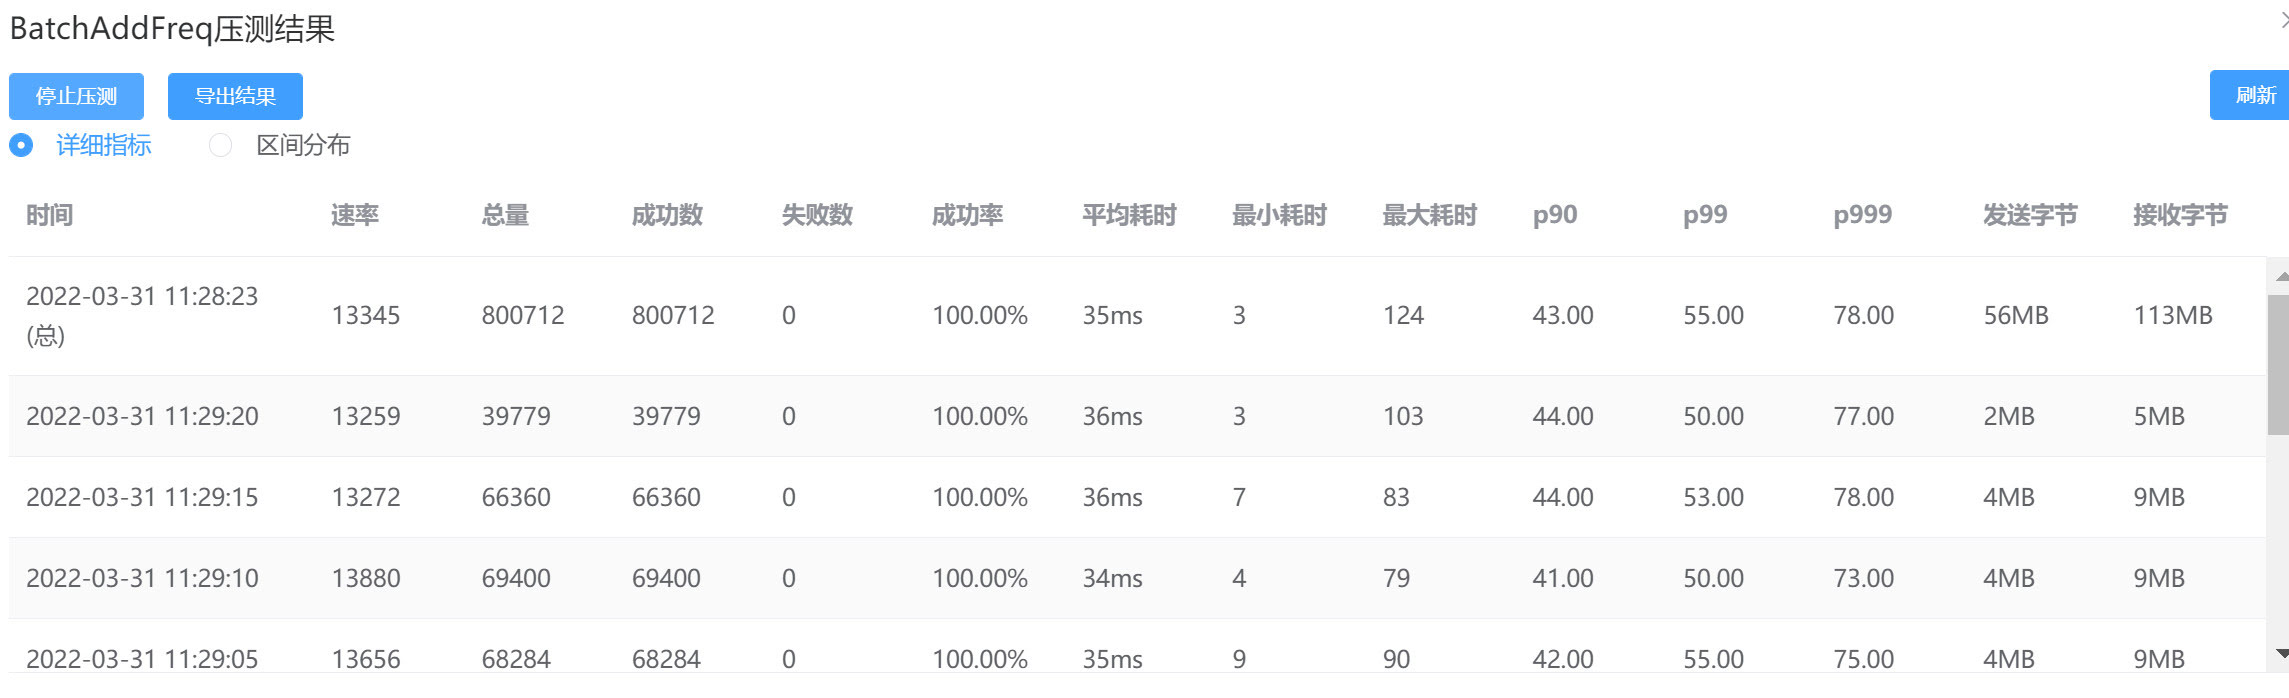 BatchAddFreq压测结果
停止压测 导出结果 刷新
详细指标 区间分布
时间 速率 总量 成功数 失败数 成功率 平均耗时 最小耗时 最大耗时 p90 p99 p999 发送字节 接收字节
2022-03-31 11:28:23
(总) 13345 800712 800712 0 100.00% 35ms 3 124 43.00 55.00 78.00 56MB 113MB
2022-03-31 11:29:20 13259 39779 39779 0 100.00% 36ms 3 103 44.00 50.00 77.00 2MB 5MB
2022-03-31 11:29:15 13272 66360 66360 0 100.00% 36ms 7 83 44.00 53.00 78.00 4MB 9MB
2022-03-31 11:29:10 13880 69400 69400 0 100.00% 34ms 4 79 41.00 50.00 73.00 4MB 9MB
2022-03-31 11:29:05 13656 68284 68284 0 100.00% 35ms 9 90 42.00 55.00 75.00 4MB 9MB